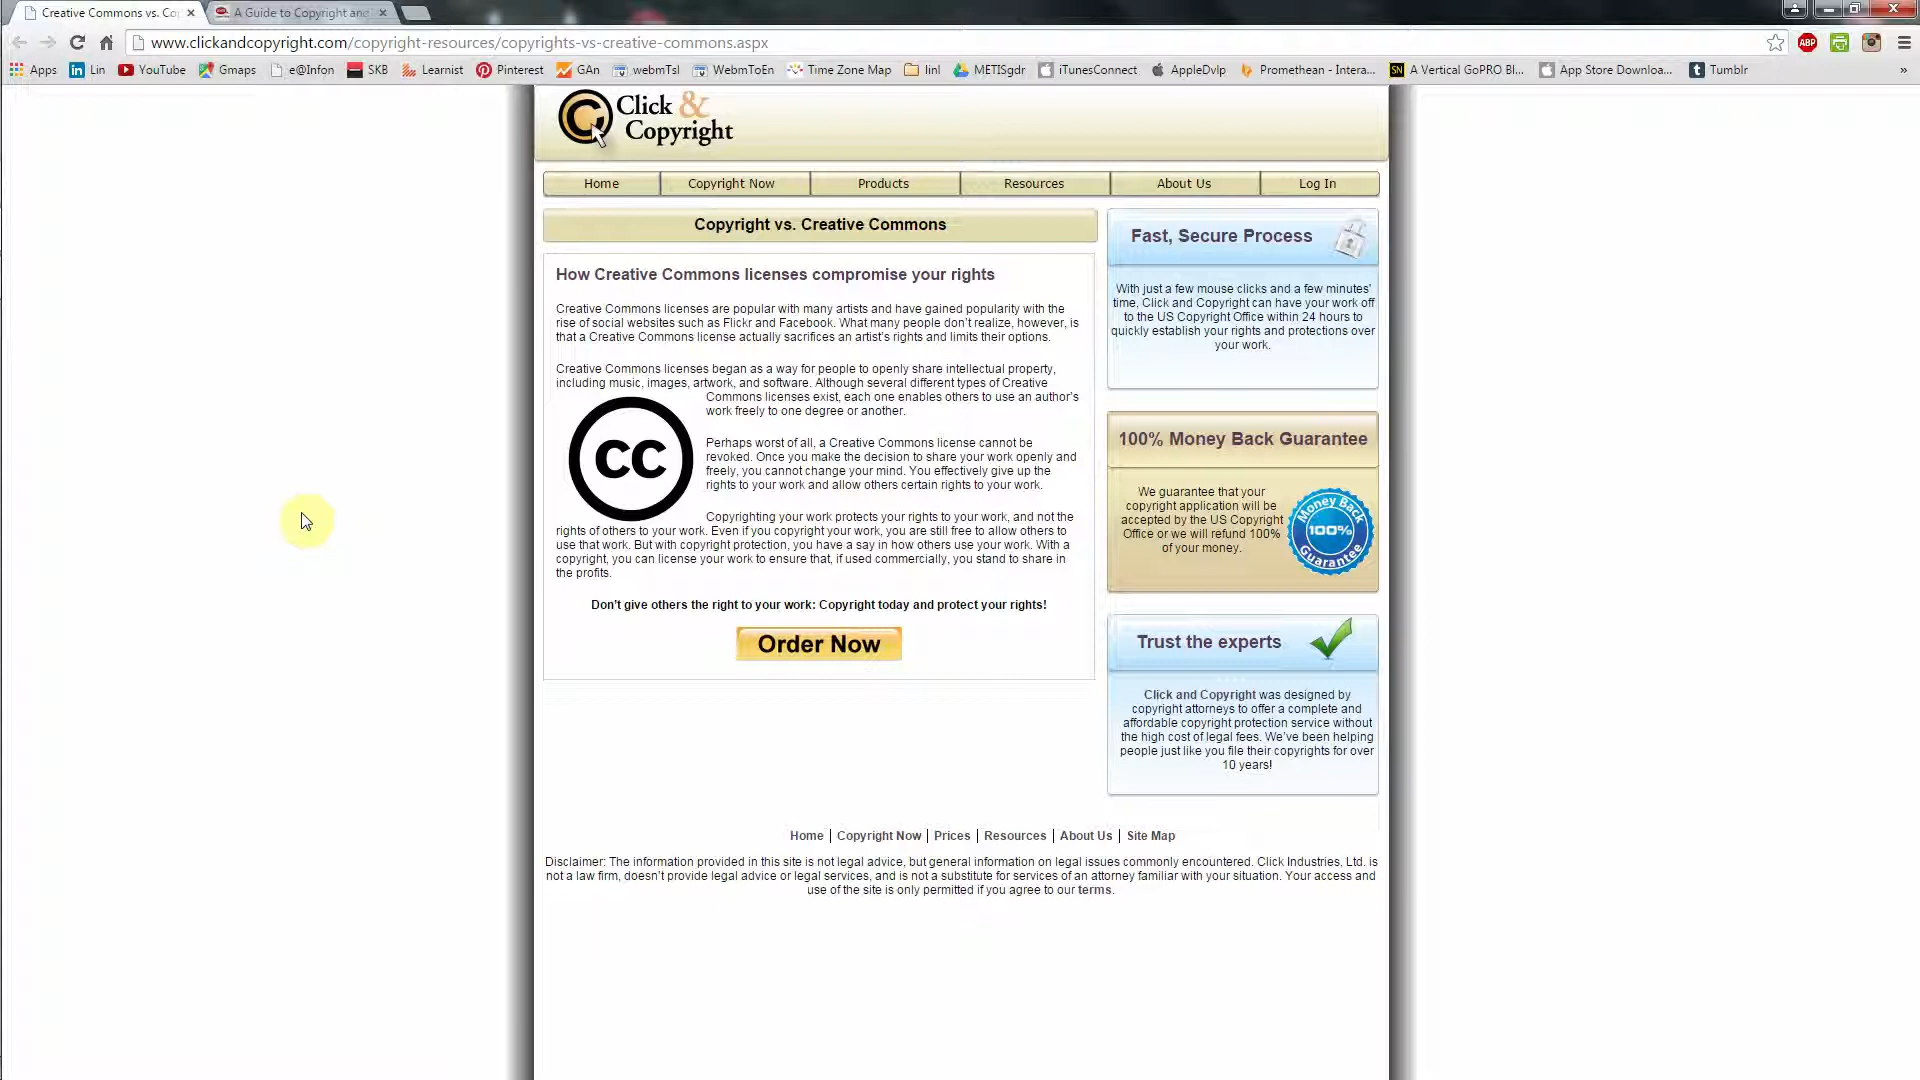 Creative Commons vs. Co
A Guide to Copyright and
www.clickandcopyright.com/copyright-resources/copyrights-vs-creative-commons.aspx
ABP
Apps
in Lin
YouTube
Gmaps
e@Infon
SKB
Learnist
Pinterest
GAn
webmTsl
WebmToEn
Time Zone Map
linl
METISgdr
iTunesConnect
AppleDvlp
Promethean - Intera...
SN A Vertical GoPRO Bl...
App Store Downloa...
t Tumblr
»
Click &
Copyright
Home
Copyright Now
Products
Resources
About Us
Log In
Copyright vs. Creative Commons
How Creative Commons licenses compromise your rights
Creative Commons licenses are popular with many artists and have gained popularity with the
rise of social websites such as Flickr and Facebook. What many people don't realize, however, is
that a Creative Commons license actually sacrifices an artist's rights and limits their options.
Creative Commons licenses began as a way for people to openly share intellectual property,
including music, images, artwork, and software. Although several different types of Creative
Commons licenses exist, each one enables others to use an author's
work freely to one degree or another.
cc
Perhaps worst of all, a Creative Commons license cannot be
revoked. Once you make the decision to share your work openly and
freely, you cannot change your mind. You effectively give up the
rights to your work and allow others certain rights to your work.
Copyrighting your work protects your rights to your work, and not the
rights of others to your work. Even if you copyright your work, you are still free to allow others to
use that work. But with copyright protection, you have a say in how others use your work. With a
copyright, you can license your work to ensure that, if used commercially, you stand to share in
the profits.
Don't give others the right to your work: Copyright today and protect your rights!
Order Now
Fast, Secure Process
With just a few mouse clicks and a few minutes'
time, Click and Copyright can have your work off
to the US Copyright Office within 24 hours to
quickly establish your rights and protections over
your work.
100% Money Back Guarantee
We guarantee that your
copyright application will be
accepted by the US Copyright
Office or we will refund 100%
of your money.
Money Back
100%
Guarantee
Trust the experts
Click and Copyright was designed by
copyright attorneys to offer a complete and
affordable copyright protection service without
the high cost of legal fees. We've been helping
people just like you file their copyrights for over
10 years!
Home | Copyright Now | Prices | Resources | About Us | Site Map
Disclaimer: The information provided in this site is not legal advice, but general information on legal issues commonly encountered. Click Industries, Ltd. is
not a law firm, doesn't provide legal advice or legal services, and is not a substitute for services of an attorney familiar with your situation. Your access and
use of the site is only permitted if you agree to our terms.